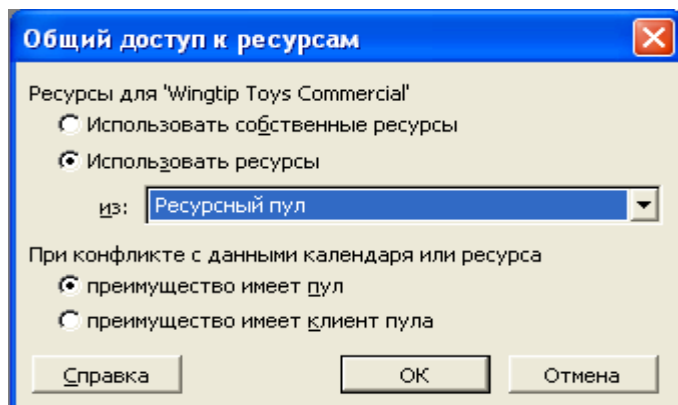 Общий доступ к ресурсам
Ресурсы для 'Wingtip Toys Commercial'
Использовать собственные ресурсы
Использовать ресурсы
из: Ресурсный пул
При конфликте с данными календаря или ресурса
преимущество имеет пул
преимущество имеет клиент пула
Справка ОК Отмена